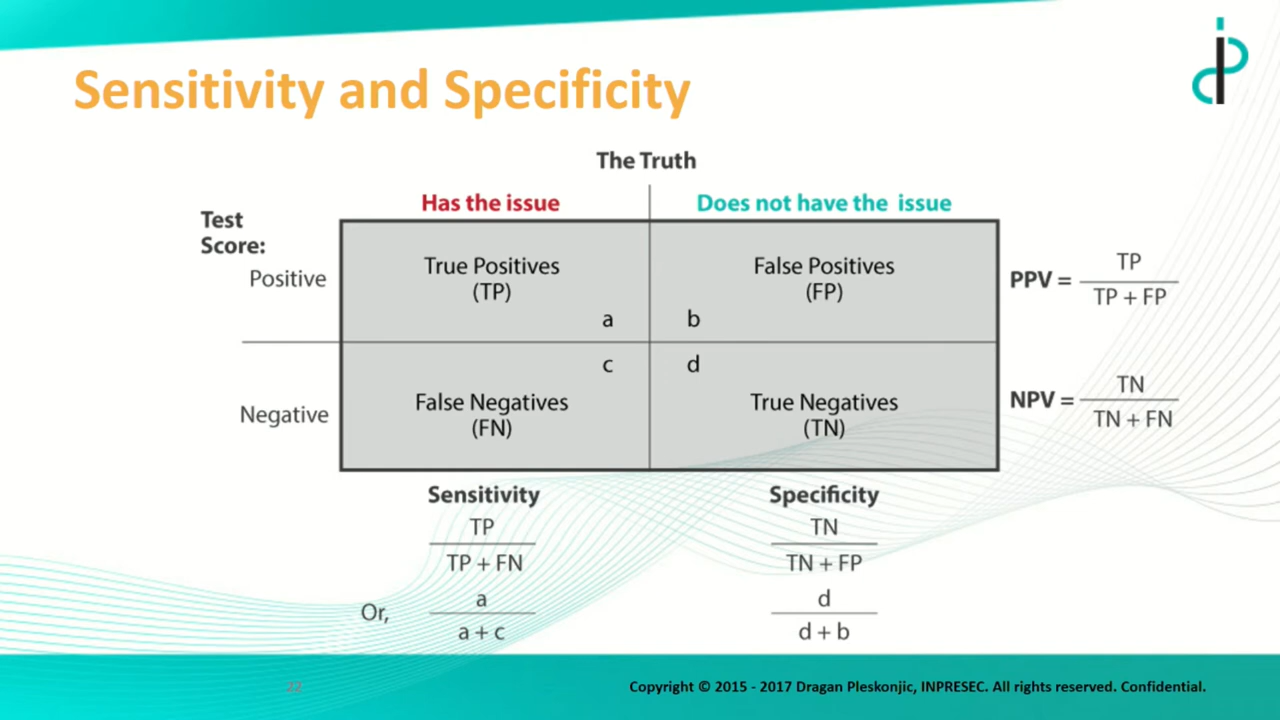 Sensitivity and Specificity
The Truth
Has the issue
Does not have the issue
Test
Score:
Positive
True Positives
(TP)
a
False Positives
(FP)
b
PPV =
TP
TP + FP
Negative
c
False Negatives
(FN)
d
True Negatives
(TN)
NPV =
TN
TN + FN
Sensitivity
TP
TP + FN
Or,
a
a + c
Specificity
TN
TN + FP
d
d + b
22
Copyright © 2015 - 2017 Dragan Pleskonjic, INPRESEC. All rights reserved. Confidential.